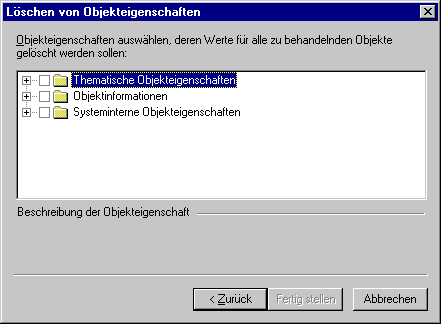 Löschen von Objekteigenschaften
Objekteigenschaften auswählen, deren Werte für alle zu behandelnden Objekte
gelöscht werden sollen:
Thematische Objekteigenschaften
Objektinformationen
Systeminterne Objekteigenschaften
Beschreibung der Objekteigenschaft
< Zurück Fertig stellen Abbrechen